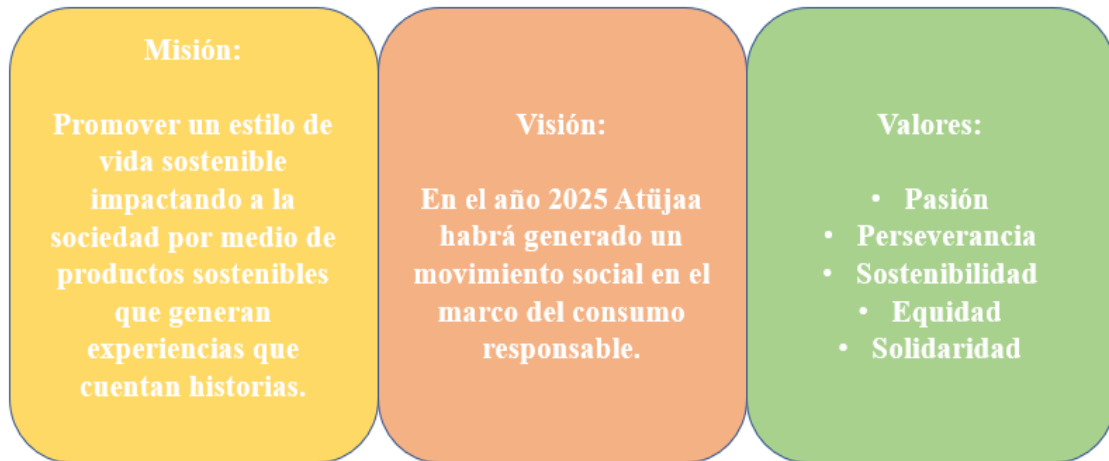 Misión:
Promover un estilo de
vida sostenible
impactando a la
sociedad por medio de
productos sostenibles
que generan
experiencias que
cuentan historias.
Visión:
En el año 2025 Atüjaa
habrá generado un
movimiento social en el
marco del consumo
responsable.
Valores:
• Pasión
• Perseverancia
• Sostenibilidad
• Equidad
• Solidaridad